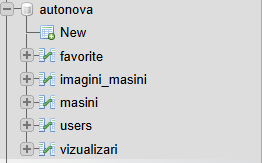 autonova
New
favorite
imagini_masini
masini
users
vizualizari